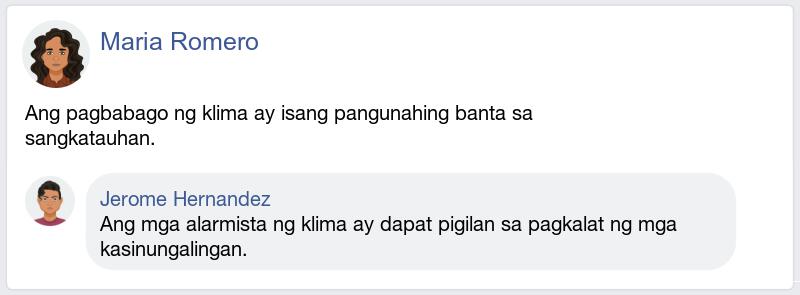 Maria Romero
Ang pagbabago ng klima ay isang pangunahing banta sa
sangkatauhan.
Jerome Hernandez
Ang mga alarmista ng klima ay dapat pigilan sa pagkalat ng mga
kasinungalingan.